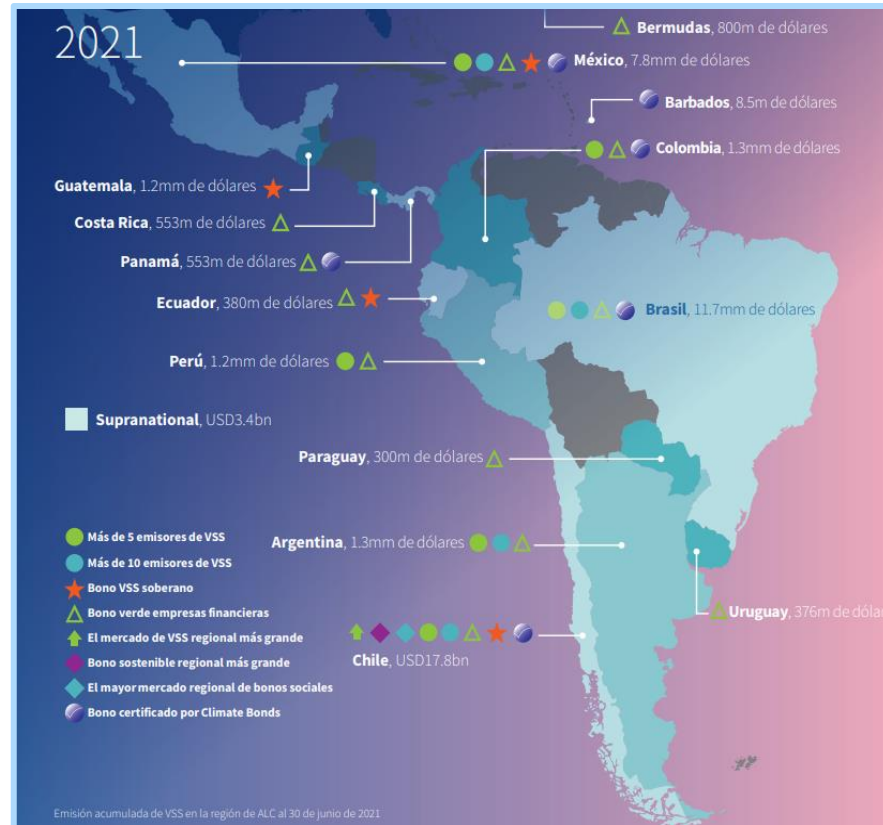 2021
Bermudas, 800m de dólares
México, 7.8mm de dólares
Barbados, 8.5m de dólares
Colombia, 1.3mm de dólares
Guatemala, 1.2mm de dólares
Costa Rica, 553m de dólares
Panamá, 553m de dólares
Ecuador, 380m de dólares
Brasil, 11.7mm de dólares
Perú, 1.2mm de dólares
Supranational, USD3.4bn
Paraguay, 300m de dólares
Argentina, 1.3mm de dólares
Uruguay, 376m de dólar
Chile, USD17.8bn
Más de 5 emisores de VSS
Más de 10 emisores de VSS
Bono VSS soberano
Bono verde empresas financieras
El mercado de VSS regional más grande
Bono sostenible regional más grande
El mayor mercado regional de bonos sociales
Bono certificado por Climate Bonds
Emisión acumulada de VSS en la región de ALC al 30 de junio de 2021